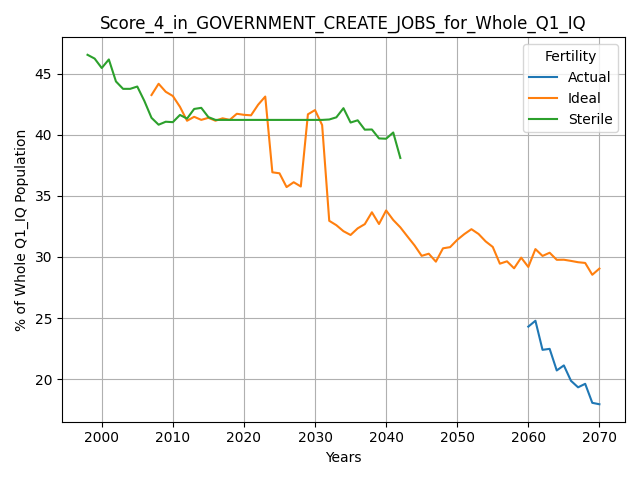 Score_4_in_GOVERNMENT_CREATE_JOBS_for_Whole_Q1_IQ
Fertility
Actual
Ideal
Sterile
% of Whole Q1_IQ Population
45
40
35
30
25
20
2000
2010
2020
2030
2040
2050
2060
2070
Years